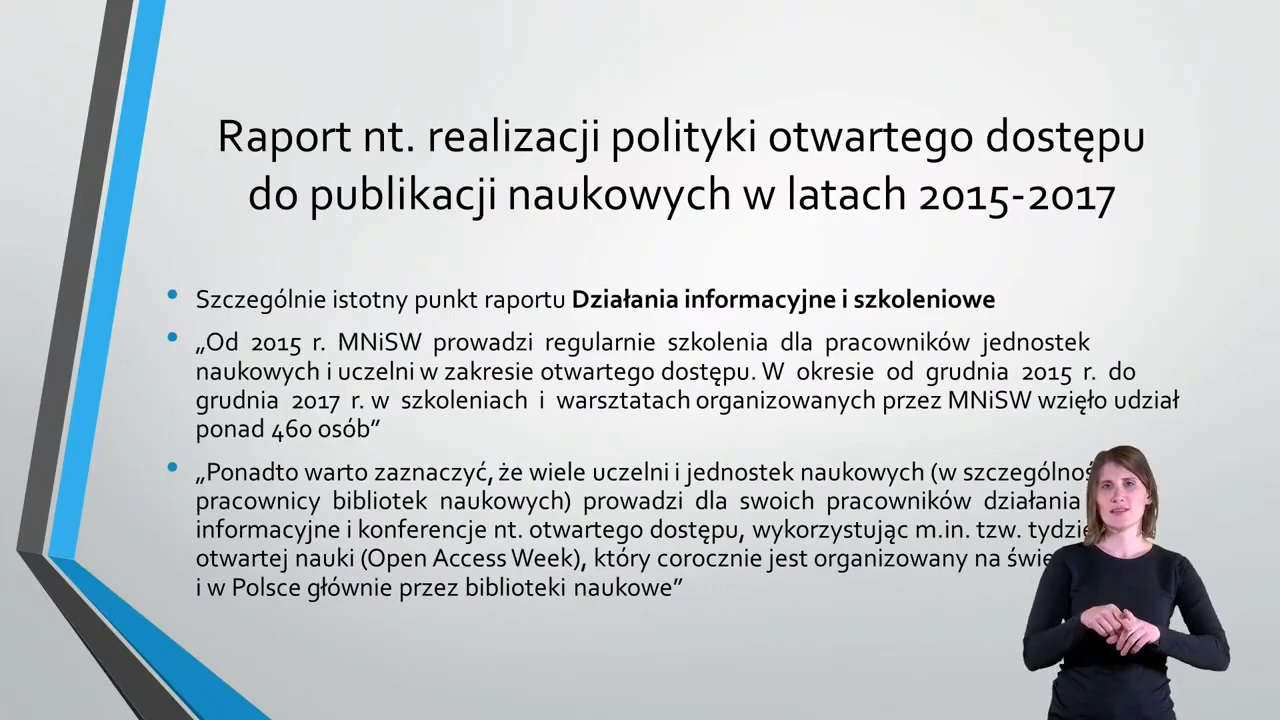 Raport nt. realizacji polityki otwartego dostępu
do publikacji naukowych w latach 2015-2017
• Szczególnie istotny punkt raportu Działania informacyjne i szkoleniowe
• „Od 2015 r. MNiSW prowadzi regularnie szkolenia dla pracowników jednostek
naukowych i uczelni w zakresie otwartego dostępu. W okresie od grudnia 2015 r. do
grudnia 2017 r. w szkoleniach i warsztatach organizowanych przez MNiSW wzięło udział
ponad 460 osób”
• „Ponadto warto zaznaczyć, że wiele uczelni i jednostek naukowych (w
pracownicy bibliotek naukowych) prowadzi dla swoich pracowników działania
informacyjne i konferencje nt. otwartego dostępu, wykorzystując m.in. tzw.
otwartej nauki (Open Access Week), który corocznie jest organizowany na
i w Polsce głównie przez biblioteki naukowe”